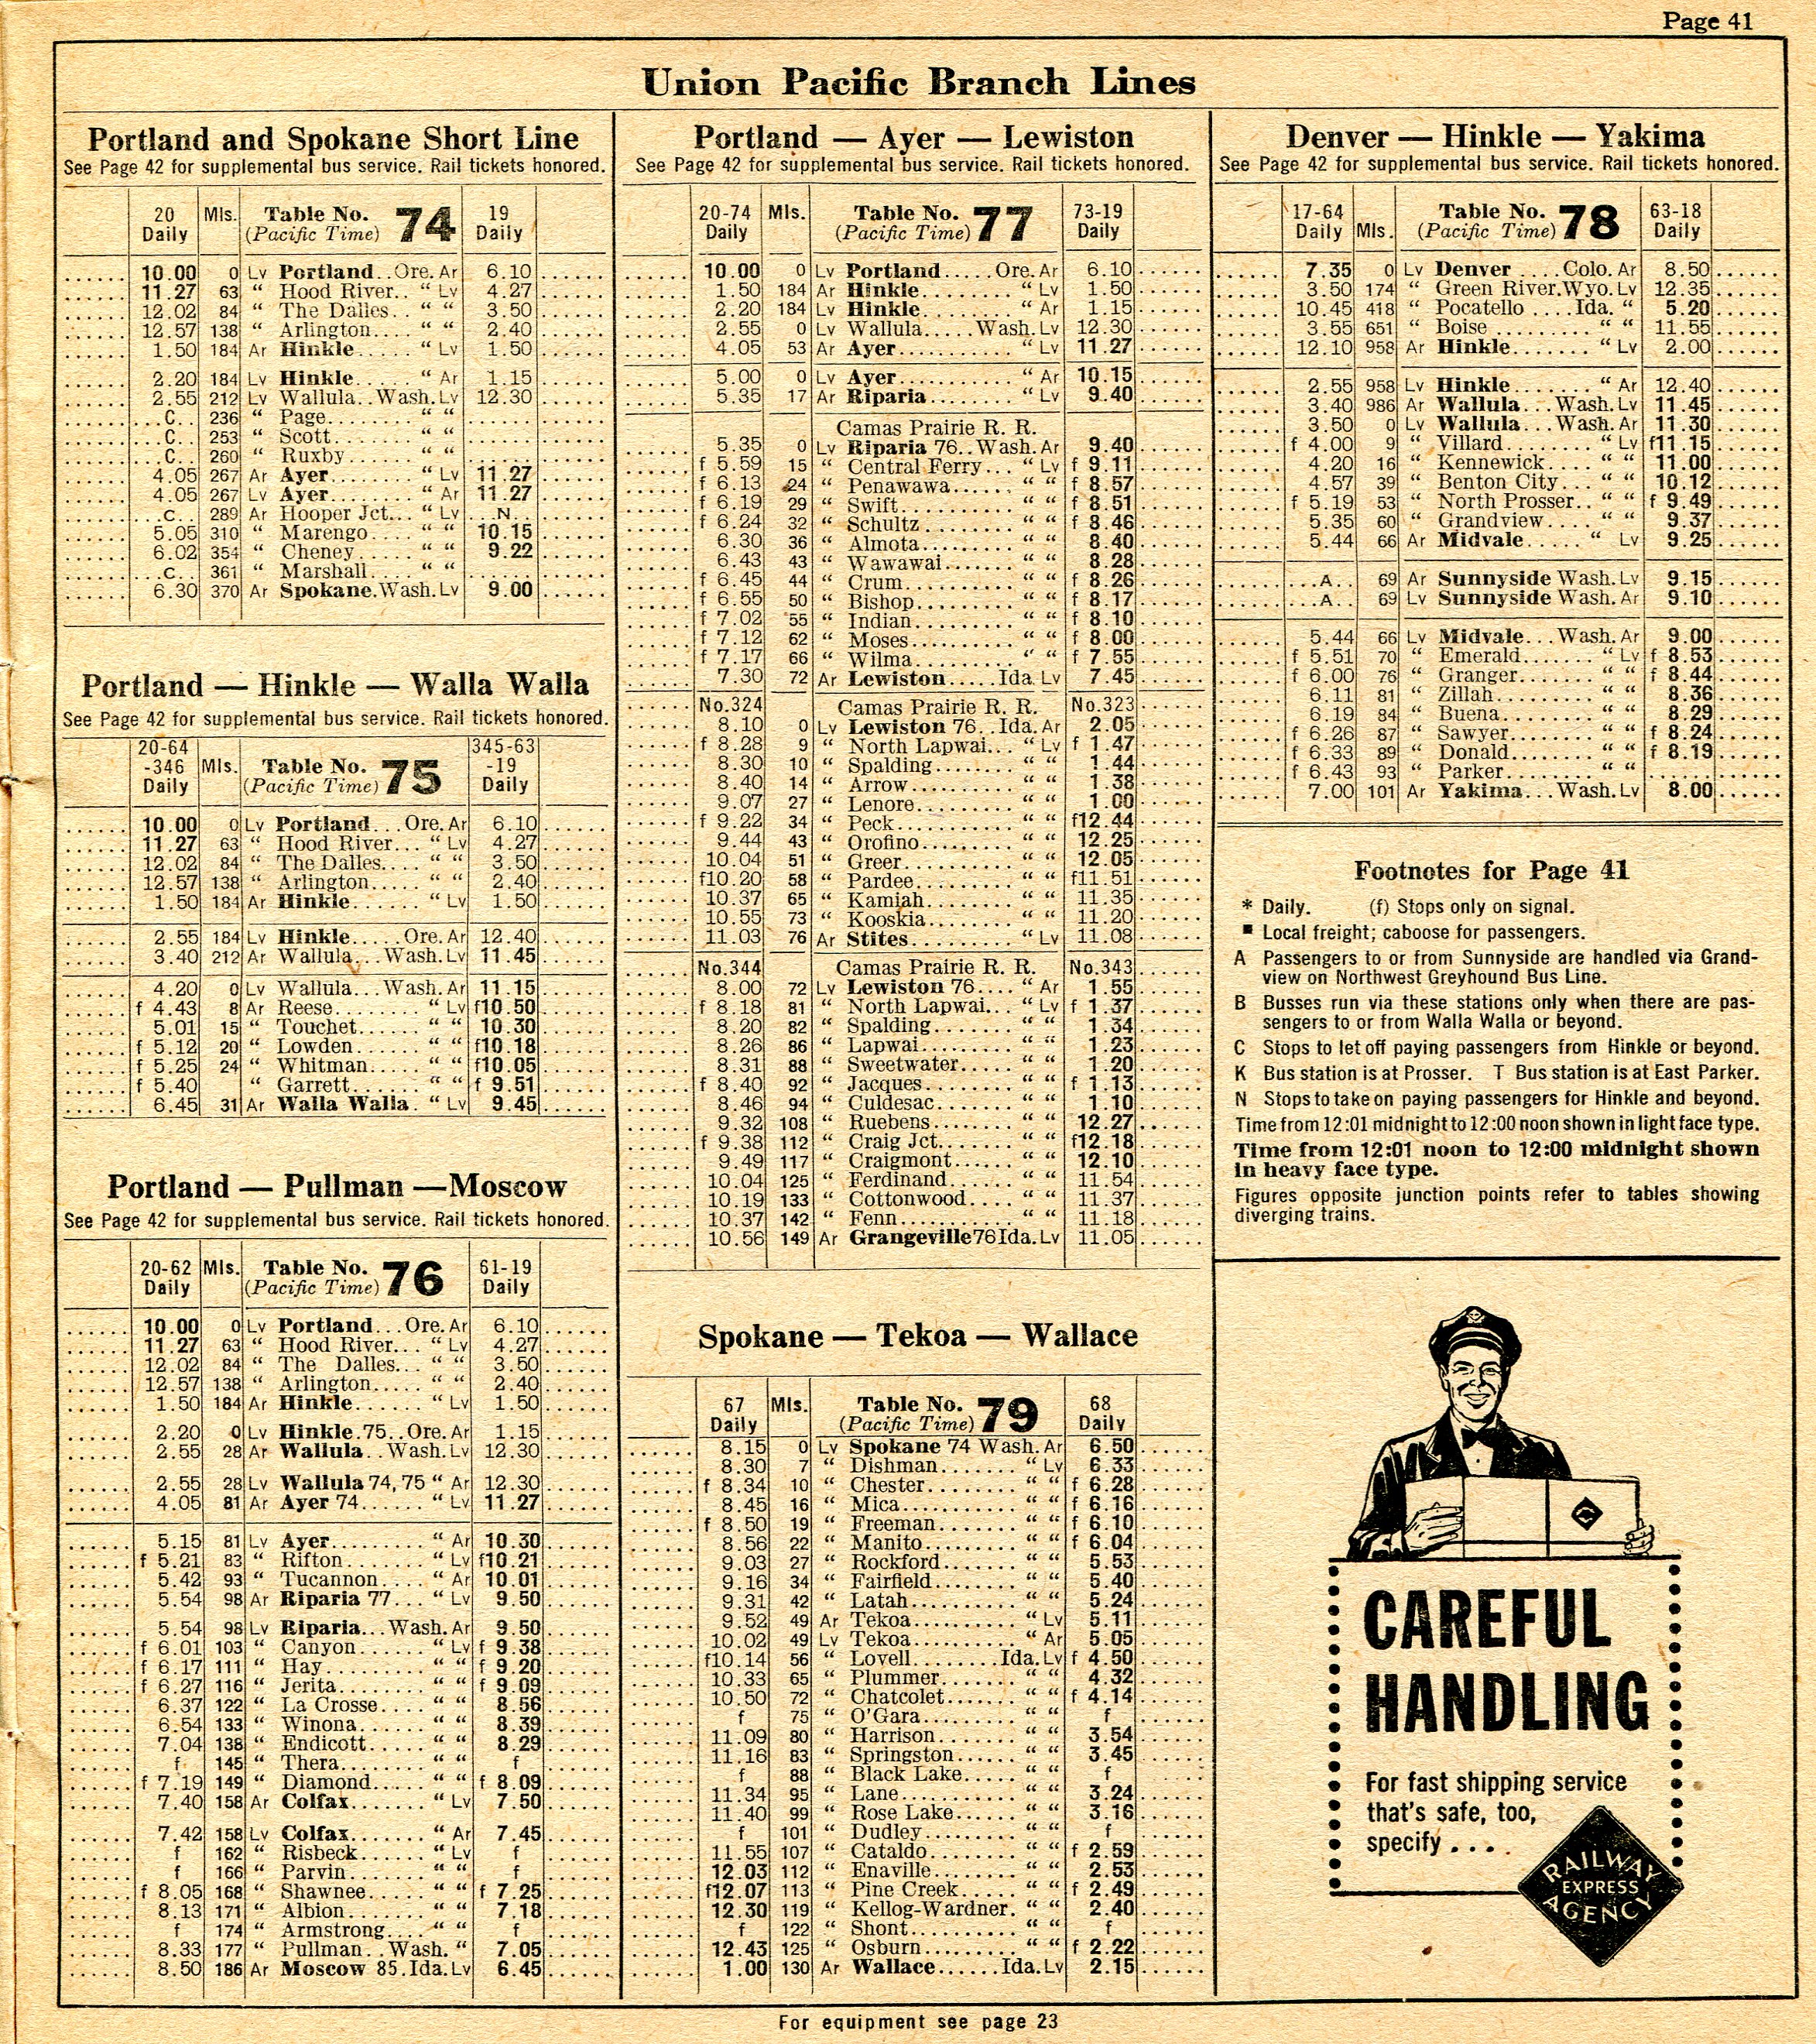 Page 41
Union Pacific Branch Lines
Portland and Spokane Short Line
See Page 42 for supplemental bus service. Rail tickets honored.
20 Daily Mls. Table No. 74 (Pacific Time) 19 Daily
10.00 0 Lv Portland..Ore. Ar 6.10
11.27 63 “ Hood River.. “ Lv 4.27
12.02 84 “ The Dalles.. “ “ 3.50
12.57 138 “ Arlington..... “ “ 2.40
1.50 184 Ar Hinkle...... “ Lv 1.50
2.20 184 Lv Hinkle...... “ Ar 1.15
2.55 212 Lv Wallula..Wash. Lv 12.30
..C.. 236 “ Page........ “ “ ......
..C.. 253 “ Scott........ “ “ ......
..C.. 260 “ Ruxby...... “ “ ......
4.05 267 Ar Ayer........ “ Lv 11.27
4.05 267 Lv Ayer........ “ Ar 11.27
..C.. 289 Ar Hooper Jct... “ Lv ..N..
5.05 310 “ Marengo.... “ “ 10.15
6.02 354 “ Cheney..... “ “ 9.22
..C.. 361 “ Marshall.... “ “ ......
6.30 370 Ar Spokane.Wash. Lv 9.00
Portland — Hinkle — Walla Walla
See Page 42 for supplemental bus service. Rail tickets honored.
20-64 -346 Daily Mls. Table No. 75 (Pacific Time) 345-63 -19 Daily
10.00 0 Lv Portland...Ore. Ar 6.10
11.27 63 “ Hood River... “ Lv 4.27
12.02 84 “ The Dalles.... “ “ 3.50
12.57 138 “ Arlington..... “ “ 2.40
1.50 184 Ar Hinkle....... “ Lv 1.50
2.55 184 Lv Hinkle.....Ore. Ar 12.40
3.40 212 Ar Wallula...Wash. Lv 11.45
4.20 0 Lv Wallula...Wash. Ar 11.15
f 4.43 8 Ar Reese........ “ Lv f10.50
5.01 15 “ Touchet...... “ “ 10.30
f 5.12 20 “ Lowden...... “ “ f10.18
f 5.25 24 “ Whitman.... “ “ f10.05
f 5.40 “ Garrett....... “ “ f 9.51
6.45 31 Ar Walla Walla. “ Lv 9.45
Portland — Pullman —Moscow
See Page 42 for supplemental bus service. Rail tickets honored.
20-62 Daily Mls. Table No. 76 (Pacific Time) 61-19 Daily
10.00 0 Lv Portland...Ore. Ar 6.10
11.27 63 “ Hood River... “ Lv 4.27
12.02 84 “ The Dalles... “ “ 3.50
12.57 138 “ Arlington..... “ “ 2.40
1.50 184 Ar Hinkle....... “ Lv 1.50
2.20 0 Lv Hinkle.75..Ore. Ar 1.15
2.55 28 Ar Wallula..Wash. Lv 12.30
2.55 28 Lv Wallula 74,75 “ Ar 12.30
4.05 81 Ar Ayer 74...... “ Lv 11.27
5.15 81 Lv Ayer......... “ Ar 10.30
f 5.21 83 “ Rifton........ “ Lv f10.21
5.42 93 “ Tucannon.... “ Ar 10.01
5.54 98 Ar Riparia 77... “ Lv 9.50
5.54 98 Lv Riparia...Wash. Ar 9.50
f 6.01 103 “ Canyon....... “ Lv f 9.38
f 6.17 111 “ Hay.......... “ “ f 9.20
f 6.27 116 “ Jerita........ “ “ f 9.09
6.37 122 “ La Crosse.... “ “ 8.56
6.54 133 “ Winona...... “ “ 8.39
7.04 138 “ Endicott..... “ “ 8.29
f 145 “ Thera........ “ “ f
f 7.19 149 “ Diamond..... “ “ f 8.09
7.40 158 Ar Colfax........ “ Lv 7.50
7.42 158 Lv Colfax........ “ Ar 7.45
f 162 “ Risbeck...... “ Lv f
f 166 “ Parvin....... “ “ f
f 8.05 168 “ Shawnee..... “ “ f 7.25
8.13 171 “ Albion....... “ “ 7.18
f 174 “ Armstrong.... “ “ f
8.33 177 “ Pullman..Wash. “ 7.05
8.50 186 Ar Moscow 85.Ida. Lv 6.45
Portland — Ayer — Lewiston
See Page 42 for supplemental bus service. Rail tickets honored.
20-74 Daily Mls. Table No. 77 (Pacific Time) 73-19 Daily
10.00 0 Lv Portland.....Ore. Ar 6.10
1.50 184 Ar Hinkle........ “ Lv 1.50
2.20 184 Lv Hinkle........ “ Ar 1.15
2.55 0 Lv Wallula.....Wash. Lv 12.30
4.05 53 Ar Ayer.......... “ Lv 11.27
5.00 0 Lv Ayer.......... “ Ar 10.15
5.35 17 Ar Riparia........ “ Lv 9.40
Camas Prairie R. R.
5.35 0 Lv Riparia 76..Wash. Ar 9.40
f 5.59 15 “ Central Ferry... “ Lv f 9.11
f 6.13 24 “ Penawawa...... “ “ f 8.57
f 6.19 29 “ Swift.......... “ “ f 8.51
f 6.24 32 “ Schultz........ “ “ f 8.46
6.30 36 “ Almota........ “ “ 8.40
6.43 43 “ Wawawai...... “ “ 8.28
f 6.45 44 “ Crum.......... “ “ f 8.26
f 6.55 50 “ Bishop......... “ “ f 8.17
f 7.02 55 “ Indian......... “ “ f 8.10
f 7.12 62 “ Moses......... “ “ f 8.00
f 7.17 66 “ Wilma......... “ “ f 7.55
7.30 72 Ar Lewiston.....Ida. Lv 7.45
No.324 Camas Prairie R. R. No.323
8.10 0 Lv Lewiston 76..Ida. Ar 2.05
f 8.28 9 “ North Lapwai... “ Lv f 1.47
8.30 10 “ Spalding....... “ “ 1.44
8.40 14 “ Arrow......... “ “ 1.38
9.07 27 “ Lenore......... “ “ 1.00
f 9.22 34 “ Peck.......... “ “ f12.44
9.44 43 “ Orofino........ “ “ 12.25
10.04 51 “ Greer.......... “ “ 12.05
f10.20 58 “ Pardee......... “ “ f11.51
10.37 65 “ Kamiah........ “ “ 11.35
10.55 73 “ Kooskia........ “ “ 11.20
11.03 76 Ar Stites.......... “ Lv 11.08
No.344 Camas Prairie R. R. No.343
8.00 72 Lv Lewiston 76.... “ Ar 1.55
f 8.18 81 “ North Lapwai... “ Lv f 1.37
8.20 82 “ Spalding....... “ “ 1.34
8.26 86 “ Lapwai........ “ “ 1.23
8.31 88 “ Sweetwater..... “ “ 1.20
f 8.40 92 “ Jacques........ “ “ f 1.13
8.46 94 “ Culdesac....... “ “ 1.10
9.32 108 “ Ruebens....... “ “ 12.27
f 9.38 112 “ Craig Jct....... “ “ f12.18
9.49 117 “ Craigmont...... “ “ 12.10
10.04 125 “ Ferdinand...... “ “ 11.54
10.19 133 “ Cottonwood.... “ “ 11.37
10.37 142 “ Fenn........... “ “ 11.18
10.56 149 Ar Grangeville 76 Ida. Lv 11.05
Spokane — Tekoa — Wallace
67 Daily Mls. Table No. 79 (Pacific Time) 68 Daily
8.15 0 Lv Spokane 74 Wash. Ar 6.50
8.30 7 “ Dishman....... “ Lv 6.33
f 8.34 10 “ Chester........ “ “ f 6.28
8.45 16 “ Mica.......... “ “ f 6.16
f 8.50 19 “ Freeman....... “ “ f 6.10
8.56 22 “ Manito........ “ “ f 6.04
9.03 27 “ Rockford....... “ “ 5.53
9.16 34 “ Fairfield........ “ “ 5.40
9.31 42 “ Latah.......... “ “ 5.24
9.52 49 Ar Tekoa.......... “ Lv 5.11
10.02 49 Lv Tekoa.......... “ Ar 5.05
f10.14 56 “ Lovell........Ida. Lv f 4.50
10.33 65 “ Plummer....... “ “ 4.32
10.50 72 “ Chatcolet....... “ “ f 4.14
f 75 “ O’Gara........ “ “ f
11.09 80 “ Harrison....... “ “ 3.54
11.16 83 “ Springston...... “ “ 3.45
f 88 “ Black Lake..... “ “ f
11.34 95 “ Lane.......... “ “ 3.24
11.40 99 “ Rose Lake...... “ “ 3.16
f 101 “ Dudley........ “ “ f
11.55 107 “ Cataldo........ “ “ f 2.59
12.03 112 “ Enaville........ “ “ 2.53
f12.07 113 “ Pine Creek..... “ “ f 2.49
12.30 119 “ Kellog-Wardner. “ “ 2.40
f 122 “ Shont.......... “ “ f
12.43 125 “ Osburn........ “ “ f 2.22
1.00 130 Ar Wallace......Ida. Lv 2.15
Denver — Hinkle — Yakima
See Page 42 for supplemental bus service. Rail tickets honored.
17-64 Daily Mls. Table No. 78 (Pacific Time) 63-18 Daily
7.35 0 Lv Denver ....Colo. Ar 8.50
3.50 174 “ Green River.Wyo. Lv 12.35
10.45 418 “ Pocatello ....Ida. “ 5.20
3.55 651 “ Boise ........ “ “ 11.55
12.10 958 Ar Hinkle....... “ Lv 2.00
2.55 958 Lv Hinkle....... “ Ar 12.40
3.40 986 Ar Wallula...Wash. Lv 11.45
3.50 0 Lv Wallula...Wash. Ar 11.30
f 4.00 9 “ Villard....... “ Lv f11.15
4.20 16 “ Kennewick.... “ “ 11.00
4.57 39 “ Benton City... “ “ 10.12
f 5.19 53 “ North Prosser.. “ “ f 9.49
5.35 60 “ Grandview.... “ “ 9.37
5.44 66 Ar Midvale..... “ Lv 9.25
...A.. 69 Ar Sunnyside Wash. Lv 9.15
...A.. 69 Lv Sunnyside Wash. Ar 9.10
5.44 66 Lv Midvale...Wash. Ar 9.00
f 5.51 70 “ Emerald....... “ Lv f 8.53
f 6.00 76 “ Granger....... “ “ f 8.44
6.11 81 “ Zillah......... “ “ 8.36
6.19 84 “ Buena........ “ “ 8.29
f 6.26 87 “ Sawyer....... “ “ f 8.24
f 6.33 89 “ Donald....... “ “ f 8.19
f 6.43 93 “ Parker........ “ “ ......
7.00 101 Ar Yakima...Wash. Lv 8.00
Footnotes for Page 41
* Daily. (f) Stops only on signal.
■ Local freight; caboose for passengers.
A Passengers to or from Sunnyside are handled via Grand-
view on Northwest Greyhound Bus Line.
B Busses run via these stations only when there are pas-
sengers to or from Walla Walla or beyond.
C Stops to let off paying passengers from Hinkle or beyond.
K Bus station is at Prosser. T Bus station is at East Parker.
N Stops to take on paying passengers for Hinkle and beyond.
Time from 12:01 midnight to 12:00 noon shown in light face type.
Time from 12:01 noon to 12:00 midnight shown
in heavy face type.
Figures opposite junction points refer to tables showing
diverging trains.
CAREFUL
HANDLING
For fast shipping service
that's safe, too,
specify . . .
RAILWAY
EXPRESS
AGENCY
For equipment see page 23